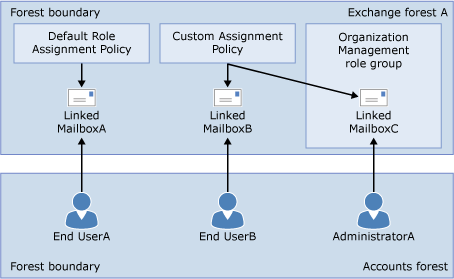 Forest boundary
Exchange forest A
Default Role
Assignment Policy
Custom Assignment
Policy
Organization
Management
role group
Linked
MailboxA
Linked
MailboxB
Linked
MailboxC
End UserA
End UserB
AdministratorA
Forest boundary
Accounts forest